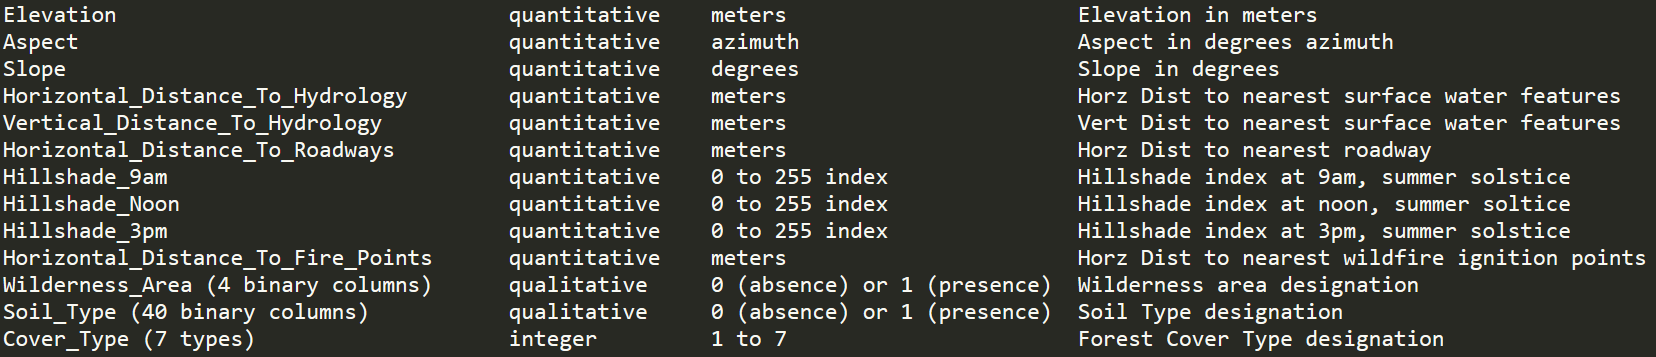 Elevation quantitative meters Elevation in meters
Aspect quantitative azimuth Aspect in degrees azimuth
Slope quantitative degrees Slope in degrees
Horizontal_Distance_To_Hydrology quantitative meters Horz Dist to nearest surface water features
Vertical_Distance_To_Hydrology quantitative meters Vert Dist to nearest surface water features
Horizontal_Distance_To_Roadways quantitative meters Horz Dist to nearest roadway
Hillshade_9am quantitative 0 to 255 index Hillshade index at 9am, summer solstice
Hillshade_Noon quantitative 0 to 255 index Hillshade index at noon, summer soltice
Hillshade_3pm quantitative 0 to 255 index Hillshade index at 3pm, summer solstice
Horizontal_Distance_To_Fire_Points quantitative meters Horz Dist to nearest wildfire ignition points
Wilderness_Area (4 binary columns) qualitative 0 (absence) or 1 (presence) Wilderness area designation
Soil_Type (40 binary columns) qualitative 0 (absence) or 1 (presence) Soil Type designation
Cover_Type (7 types) integer 1 to 7 Forest Cover Type designation